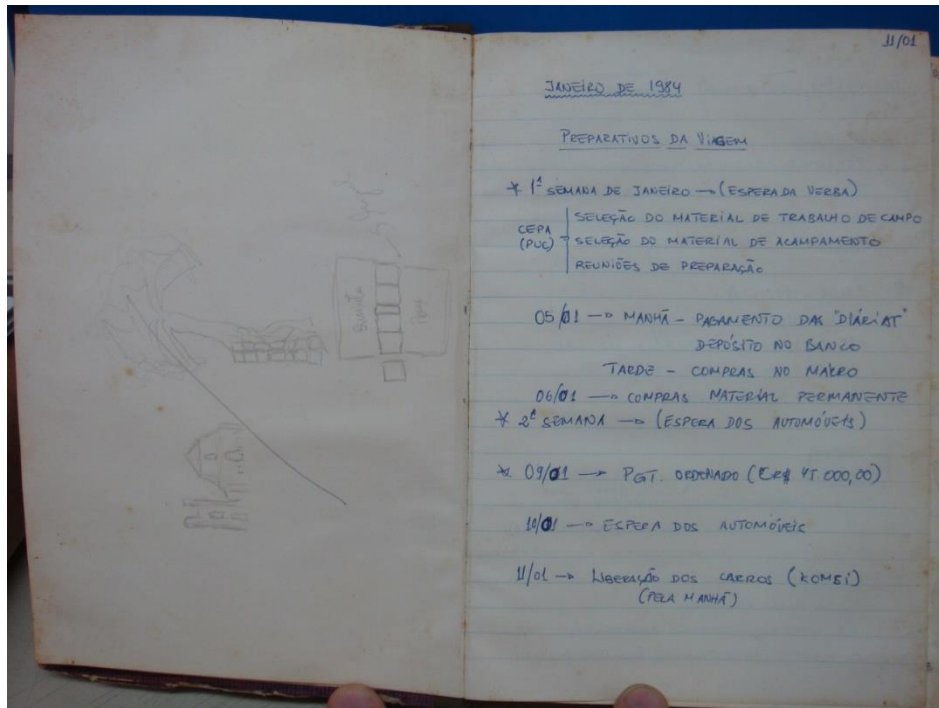 11/01
JANEIRO DE 1984
PREPARATIVOS DA VIAGEM
* 1ª SEMANA DE JANEIRO → (ESPERA DA VERBA)
SELEÇÃO DO MATERIAL DE TRABALHO DE CAMPO
CEPA (PUC) - SELEÇÃO DO MATERIAL DE ACAMPAMENTO
REUNIÕES DE PREPARAÇÃO
05/01 → MANHÃ - PAGAMENTO DAS "DIÁRIAS"
DEPÓSITO NO BANCO
TARDE - COMPRAS NO MAKRO
06/01 → COMPRAS MATERIAL PERMANENTE
* 2ª SEMANA → (ESPERA DOS AUTOMÓVEIS)
* 09/01 → PGT. ORDENADO (CR$ 45 000,00)
10/01 → ESPERA DOS AUTOMÓVEIS
11/01 → LIBERAÇÃO DOS CARROS (KOMBI)
(PELA MANHÃ)